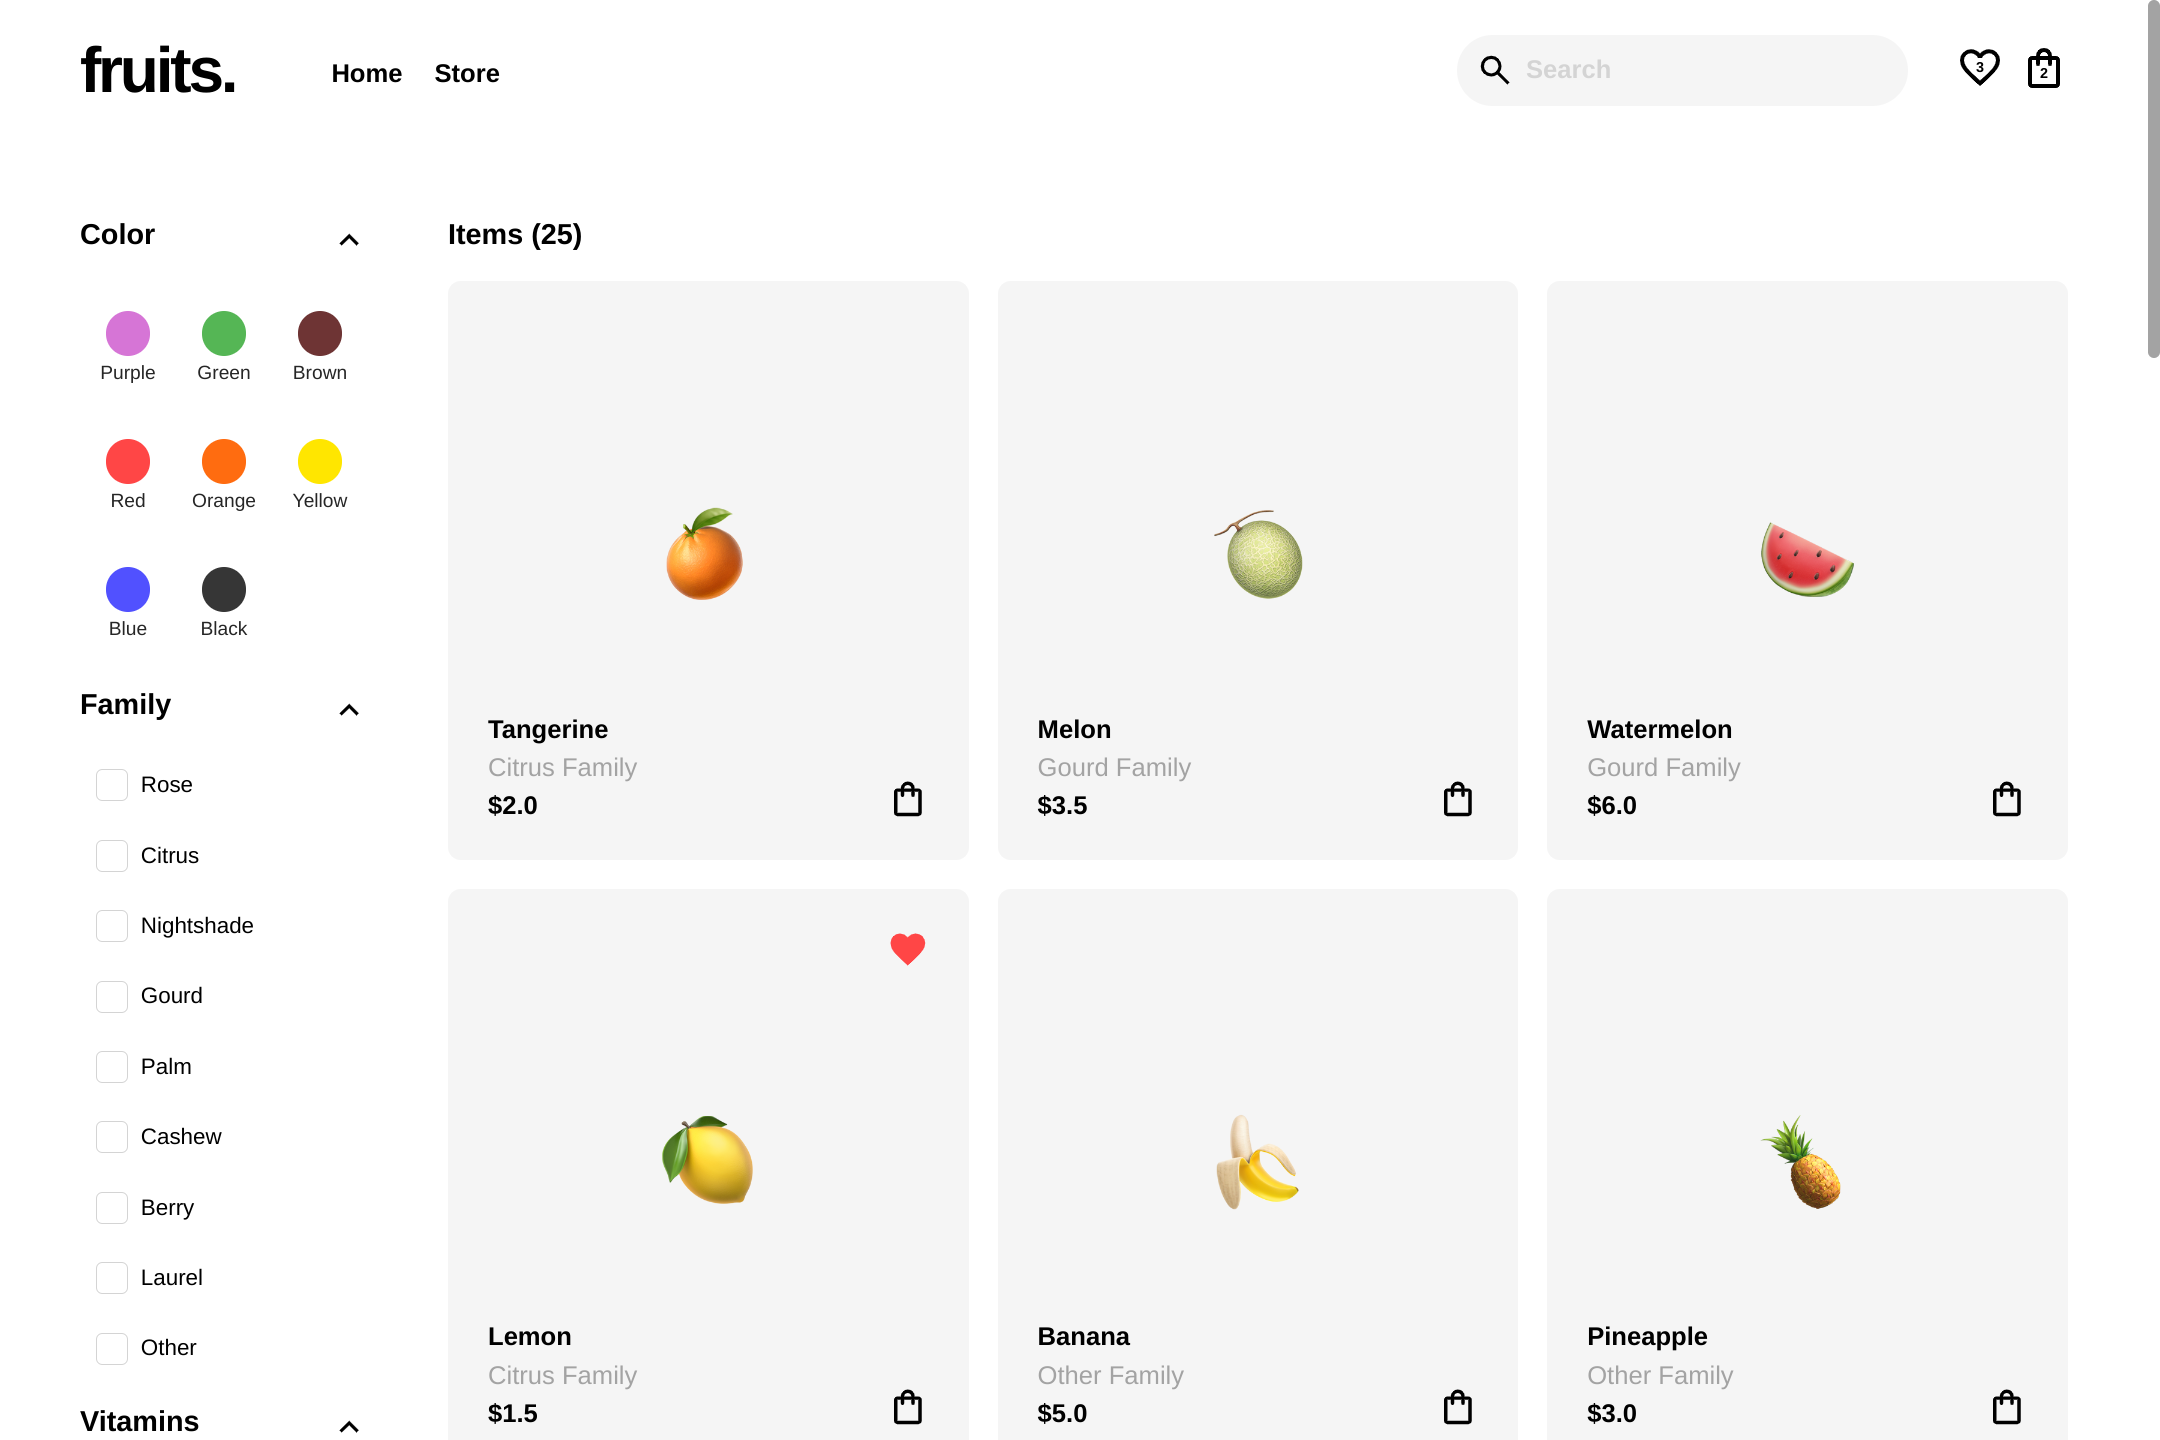 fruits.
Home
Store
Search
3
2
Color
Purple
Green
Brown
Red
Orange
Yellow
Blue
Black
Family
Rose
Citrus
Nightshade
Gourd
Palm
Cashew
Berry
Laurel
Other
Vitamins
Items (25)
Tangerine
Citrus Family
$2.0
Melon
Gourd Family
$3.5
Watermelon
Gourd Family
$6.0
Lemon
Citrus Family
$1.5
Banana
Other Family
$5.0
Pineapple
Other Family
$3.0